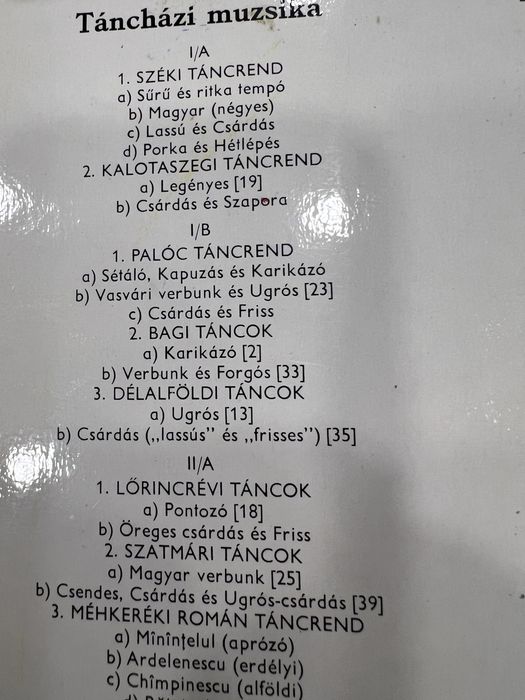 Táncházi muzsika
I/A
1. SZÉKI TÁNCREND
a) Sűrű és ritka tempó
b) Magyar (négyes)
c) Lassú és Csárdás
d) Porka és Hétlépés
2. KALOTASZEGI TÁNCREND
a) Legényes [19]
b) Csárdás és Szapora
I/B
1. PALÓC TÁNCREND
a) Sétáló, Kapuzás és Karikázó
b) Vasvári verbunk és Ugrós [23]
c) Csárdás és Friss
2. BAGI TÁNCOK
a) Karikázó [2]
b) Verbunk és Forgós [33]
3. DÉLALFÖLDI TÁNCOK
a) Ugrós [13]
b) Csárdás („lassús” és „frisses”) [35]
II/A
1. LŐRINCRÉVI TÁNCOK
a) Pontozó [18]
b) Öreges csárdás és Friss
2. SZATMÁRI TÁNCOK
a) Magyar verbunk [25]
b) Csendes, Csárdás és Ugrós-csárdás [39]
3. MÉHKERÉKI ROMÁN TÁNCREND
a) Mînînțelul (aprózó)
b) Ardelenescu (erdélyi)
c) Chîmpinescu (alföldi)